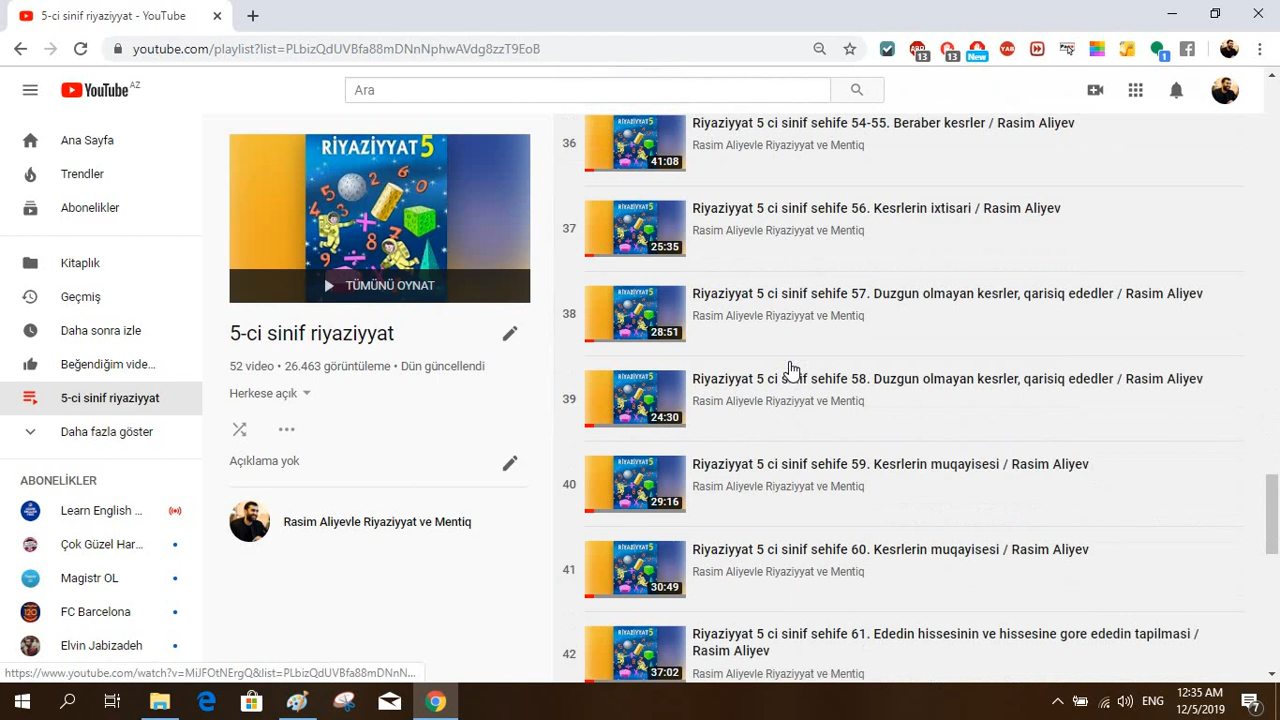 5-ci sinif riyaziyyat - YouTube
youtube.com/playlist?list=PLbizQdUVBfa88mDNnNphwAVdg8zzT9EoB
13
13
New
1
YouTube AZ
Ara
Ana Sayfa
Trendler
Abonelikler
Kitaplık
Geçmiş
Daha sonra izle
Beğendiğim vide...
5-ci sinif riyaziyyat
Daha fazla göster
ABONELİKLER
Learn English ...
Çok Güzel Har...
Magistr OL
FC Barcelona
Elvin Jabizadeh
RİYAZİYYAT 5
TÜMÜNÜ OYNAT
5-ci sinif riyaziyyat
52 video • 26.463 görüntüleme • Dün güncellendi
Herkese açık
Açıklama yok
Rasim Aliyevle Riyaziyyat ve Mentiq
36
41:08
Riyaziyyat 5 ci sinif sehife 54-55. Beraber kesrler / Rasim Aliyev
Rasim Aliyevle Riyaziyyat ve Mentiq
37
25:35
Riyaziyyat 5 ci sinif sehife 56. Kesrlerin ixtisari / Rasim Aliyev
Rasim Aliyevle Riyaziyyat ve Mentiq
38
28:51
Riyaziyyat 5 ci sinif sehife 57. Duzgun olmayan kesrler, qarisiq ededler / Rasim Aliyev
Rasim Aliyevle Riyaziyyat ve Mentiq
39
24:30
Riyaziyyat 5 ci sinif sehife 58. Duzgun olmayan kesrler, qarisiq ededler / Rasim Aliyev
Rasim Aliyevle Riyaziyyat ve Mentiq
40
29:16
Riyaziyyat 5 ci sinif sehife 59. Kesrlerin muqayisesi / Rasim Aliyev
Rasim Aliyevle Riyaziyyat ve Mentiq
41
30:49
Riyaziyyat 5 ci sinif sehife 60. Kesrlerin muqayisesi / Rasim Aliyev
Rasim Aliyevle Riyaziyyat ve Mentiq
42
37:02
Riyaziyyat 5 ci sinif sehife 61. Ededin hissesinin ve hissesine gore ededin tapilmasi /
Rasim Aliyev
Rasim Aliyevle Riyaziyyat ve Mentiq
https://www.youtube.com/watch?v=MiJFOtNErgQ&list=PLbizQdUVBfa88mDNnN...
ENG
12:35 AM
12/5/2019
7